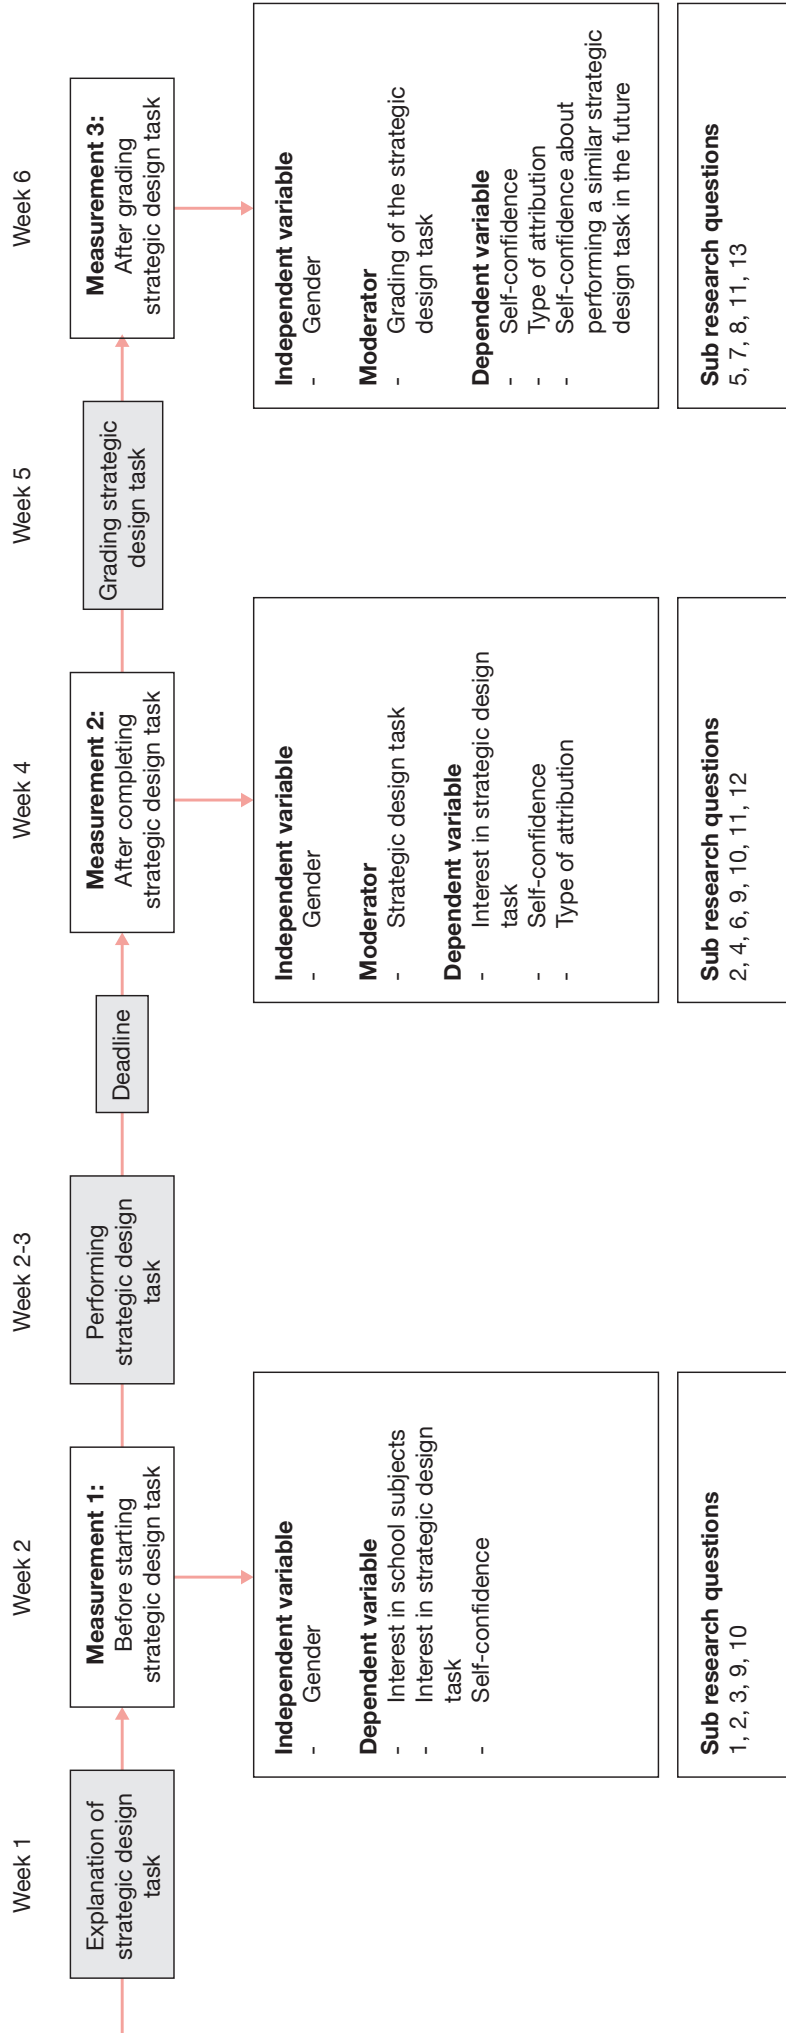 Week 1
Week 2
Week 2-3
Week 4
Week 5
Week 6
Explanation of
strategic design
task
Measurement 1:
Before starting
strategic design task
Performing
strategic design
task
Deadline
Measurement 2:
After completing
strategic design task
Grading strategic
design task
Measurement 3:
After grading
strategic design task
Independent variable
- Gender
Dependent variable
- Interest in school subjects
- Interest in strategic design
task
- Self-confidence
Independent variable
- Gender
Moderator
- Strategic design task
Dependent variable
- Interest in strategic design
task
- Self-confidence
- Type of attribution
Independent variable
- Gender
Moderator
- Grading of the strategic
design task
Dependent variable
- Self-confidence
- Type of attribution
- Self-confidence about
performing a similar strategic
design task in the future
Sub research questions
1, 2, 3, 9, 10
Sub research questions
2, 4, 6, 9, 10, 11, 12
Sub research questions
5, 7, 8, 11, 13